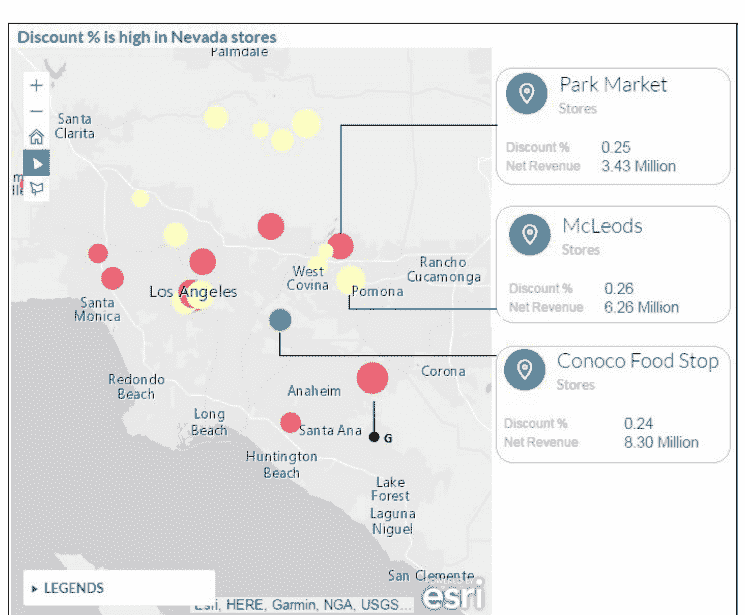 Discount % is high in Nevada stores
Palmdale
+
−
Santa
Clarita
Los Angeles
Santa
Monica
West
Covina
Pomona
Rancho
Cucamonga
Redondo
Beach
Long
Beach
Anaheim
Corona
Santa Ana
G
Huntington
Beach
Lake
Forest
Laguna
Niguel
San Clemente
LEGENDS
Esri, HERE, Garmin, NGA, USGS...
esri
Park Market
Stores
Discount % 0.25
Net Revenue 3.43 Million
McLeods
Stores
Discount % 0.26
Net Revenue 6.26 Million
Conoco Food Stop
Stores
Discount % 0.24
Net Revenue 8.30 Million